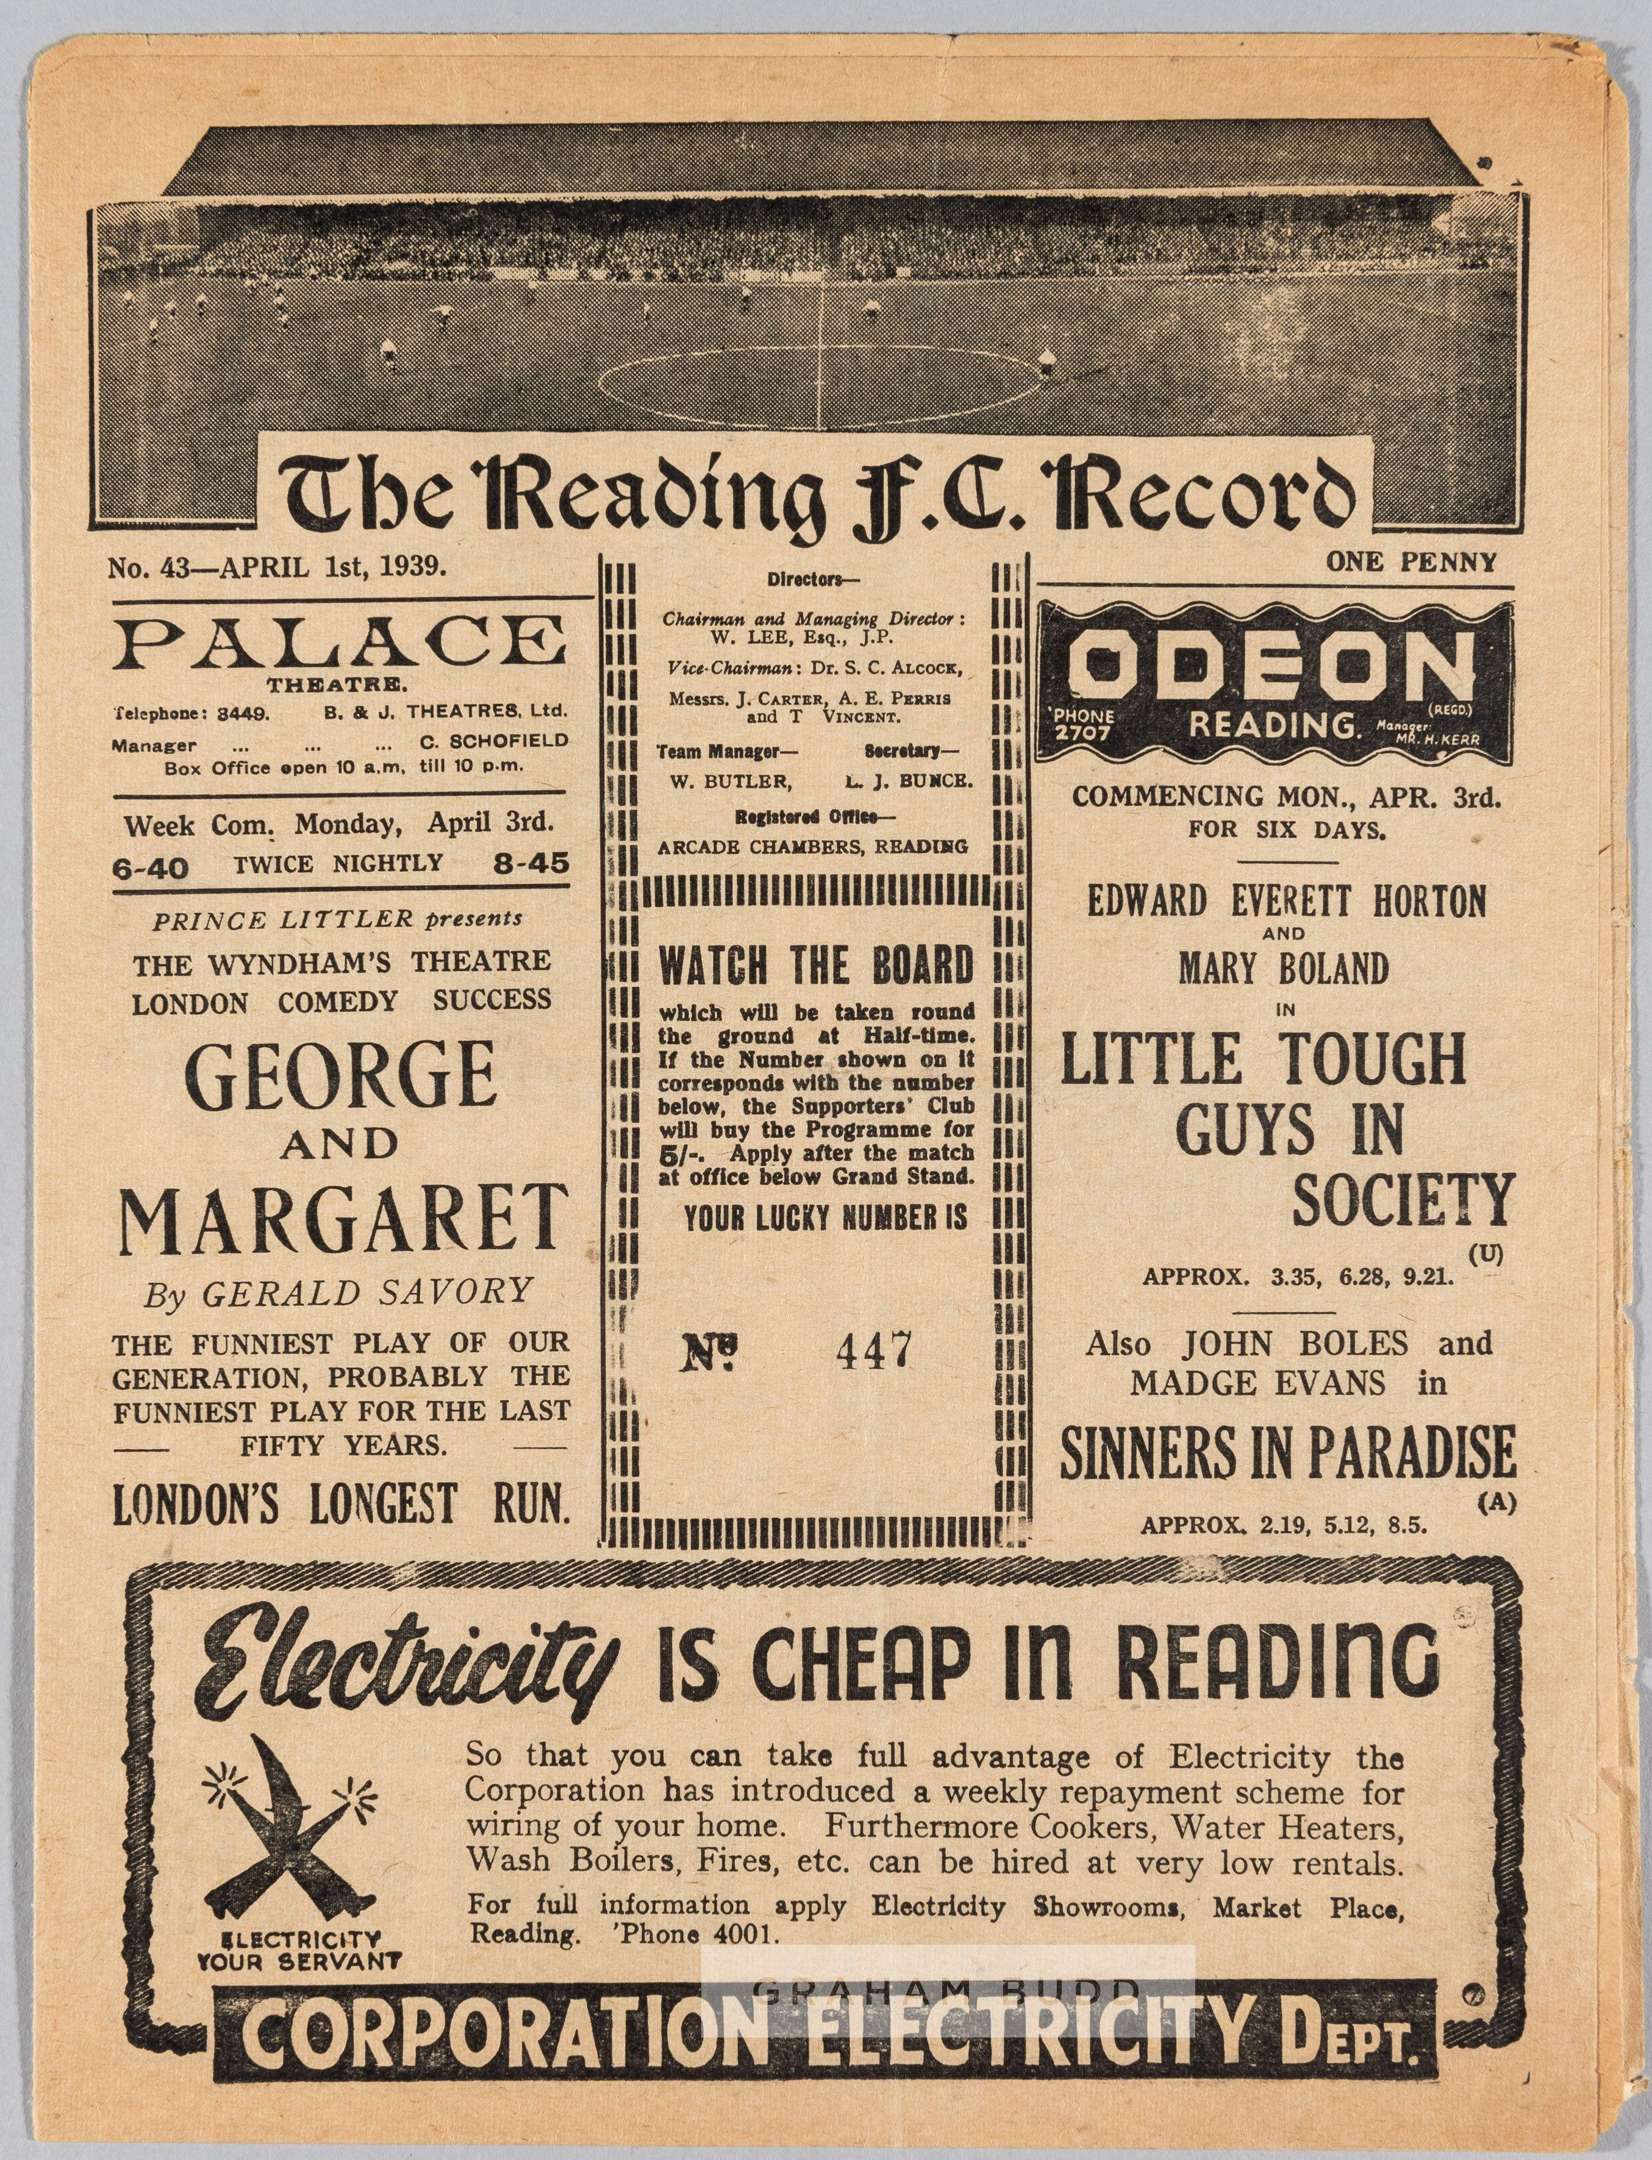 The Reading F.C. Record
No. 43—APRIL 1st, 1939.
ONE PENNY
PALACE
THEATRE.
Telephone: 3449. B. & J. THEATRES, Ltd.
Manager ... ... ... C. SCHOFIELD
Box Office open 10 a.m. till 10 p.m.
Week Com. Monday, April 3rd.
6-40 TWICE NIGHTLY 8-45
PRINCE LITTLER presents
THE WYNDHAM'S THEATRE
LONDON COMEDY SUCCESS
GEORGE
AND
MARGARET
By GERALD SAVORY
THE FUNNIEST PLAY OF OUR
GENERATION, PROBABLY THE
FUNNIEST PLAY FOR THE LAST
— FIFTY YEARS. —
LONDON'S LONGEST RUN.
Directors—
Chairman and Managing Director:
W. LEE, Esq., J.P.
Vice-Chairman: Dr. S. C. ALCOCK,
Messrs. J. CARTER, A. E. PERRIS
and T VINCENT.
Team Manager— Secretary—
W. BUTLER, L. J. BUNCE.
Registered Office—
ARCADE CHAMBERS, READING
WATCH THE BOARD
which will be taken round
the ground at Half-time.
If the Number shown on it
corresponds with the number
below, the Supporters' Club
will buy the Programme for
5/-. Apply after the match
at office below Grand Stand.
YOUR LUCKY NUMBER IS
No. 447
ODEON
'PHONE
2707
READING.
(REGD.)
Manager:
MR. H. KERR
COMMENCING MON., APR. 3rd.
FOR SIX DAYS.
EDWARD EVERETT HORTON
AND
MARY BOLAND
IN
LITTLE TOUGH
GUYS IN
SOCIETY
(U)
APPROX. 3.35, 6.28, 9.21.
Also JOHN BOLES and
MADGE EVANS in
SINNERS IN PARADISE
(A)
APPROX. 2.19, 5.12, 8.5.
Electricity IS CHEAP IN READING
So that you can take full advantage of Electricity the
Corporation has introduced a weekly repayment scheme for
wiring of your home. Furthermore Cookers, Water Heaters,
Wash Boilers, Fires, etc. can be hired at very low rentals.
For full information apply Electricity Showrooms, Market Place,
Reading. 'Phone 4001.
ELECTRICITY
YOUR SERVANT
GRAHAM BUDD
CORPORATION ELECTRICITY DEPT.